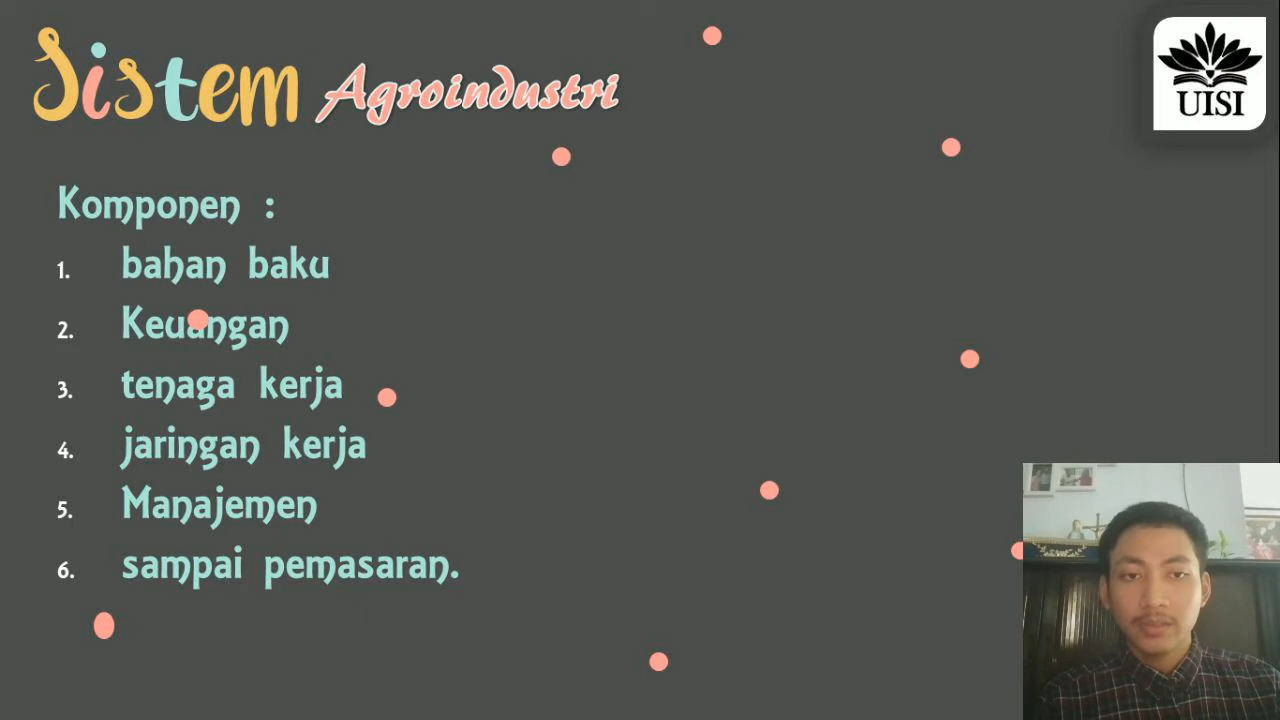 Sistem Agroindustri
UISI
Komponen :
1. bahan baku
2. Keuangan
3. tenaga kerja
4. jaringan kerja
5. Manajemen
6. sampai pemasaran.